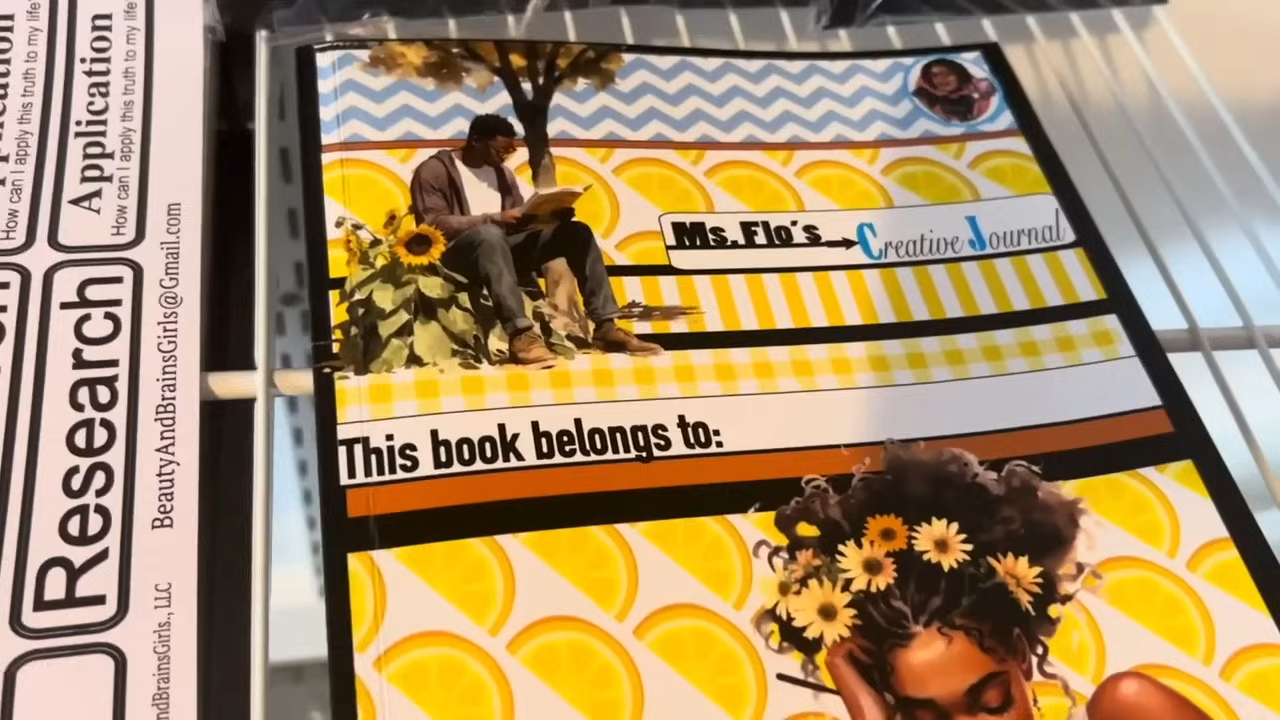 Application
How can I apply this truth to my life
Application
How can I apply this truth to my life
Research
BeautyAndBrainsGirls@Gmail.com
BrainsGirls., LLC
Ms. Flo's Creative Journal
This book belongs to: